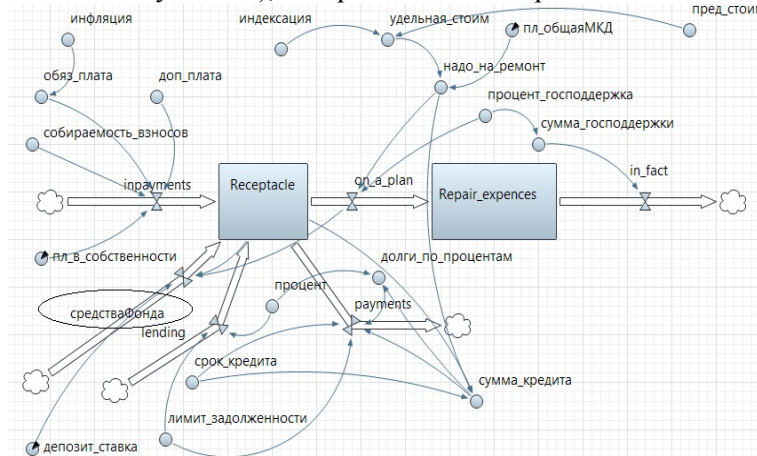 инфляция
индексация
удельная_стоим
пл_общаяМКД
пред_стоим
обяз_плата
доп_плата
надо_на_ремонт
процент_господдержка
собираемость_взносов
сумма_господдержки
inpayments
Receptacle
on_a_plan
Repair_expences
in_fact
пл_в_собственности
долги_по_процентам
средстваФонда
процент
payments
lending
срок_кредита
сумма_кредита
лимит_задолженности
депозит_ставка